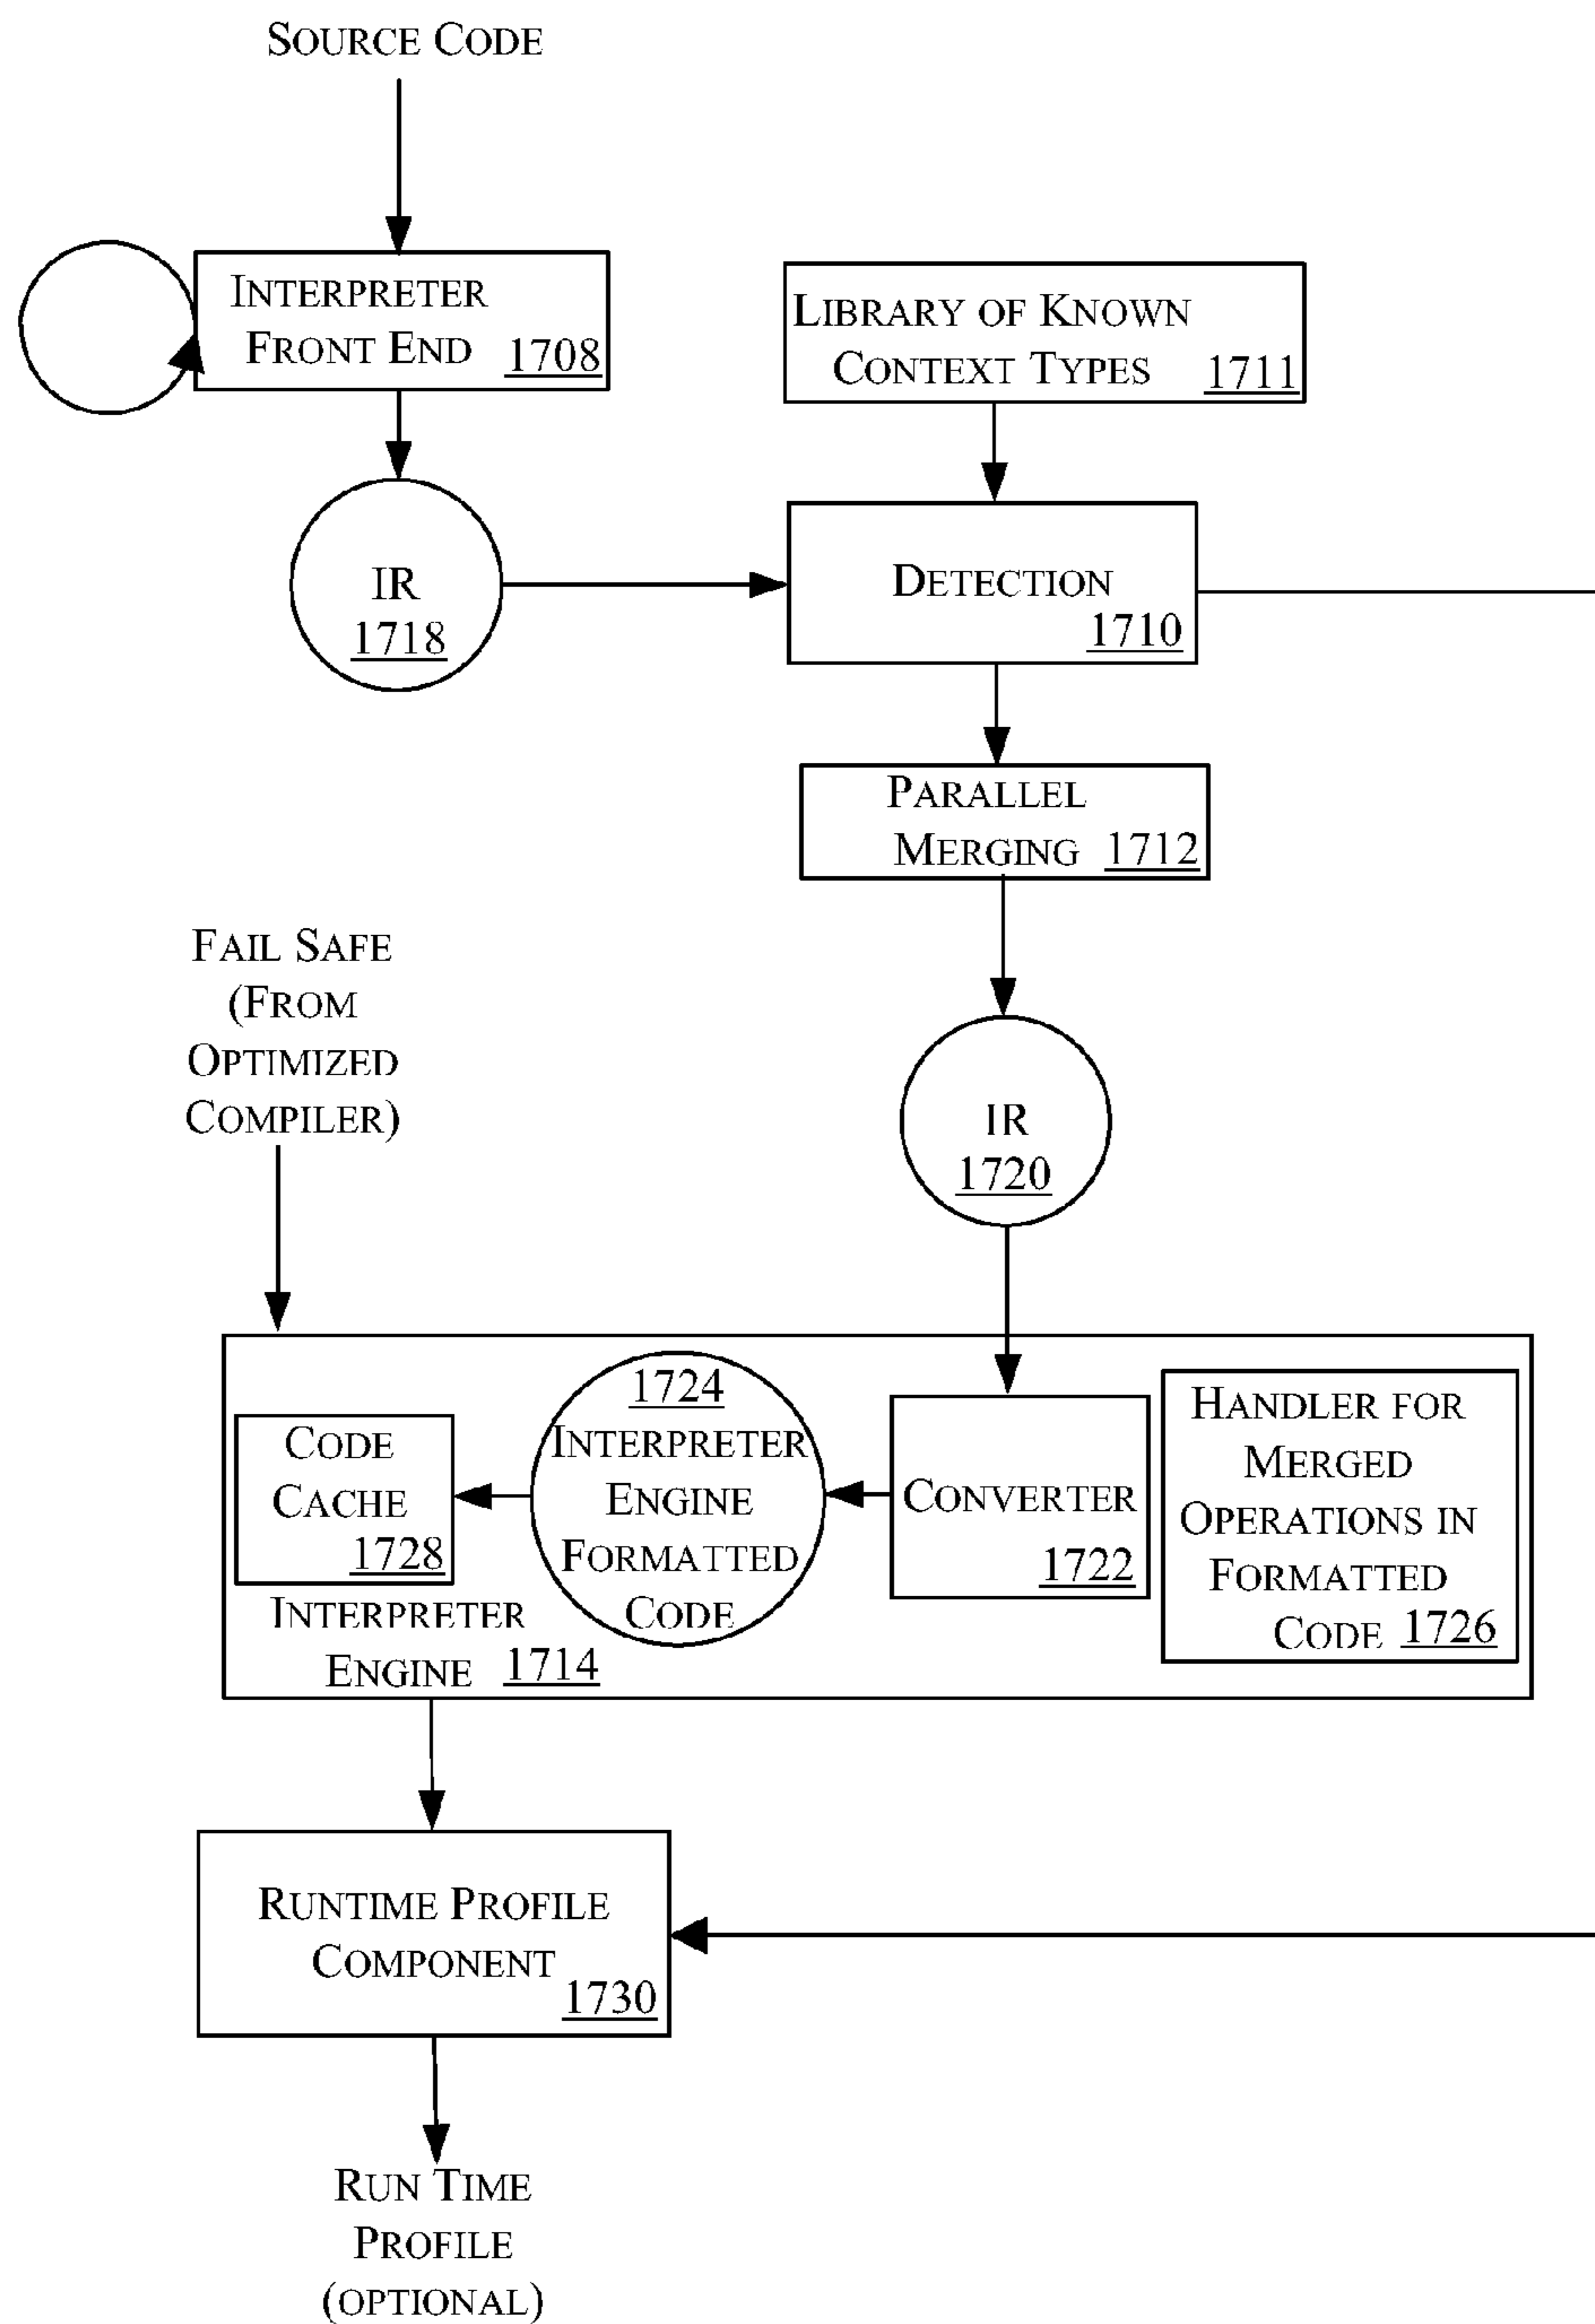 SOURCE CODE
INTERPRETER
FRONT END 1708
LIBRARY OF KNOWN
CONTEXT TYPES 1711
IR
1718
DETECTION
1710
PARALLEL
MERGING 1712
FAIL SAFE
(FROM
OPTIMIZED
COMPILER)
IR
1720
CODE
CACHE
1728
INTERPRETER
ENGINE 1714
1724
INTERPRETER
ENGINE
FORMATTED
CODE
CONVERTER
1722
HANDLER FOR
MERGED
OPERATIONS IN
FORMATTED
CODE 1726
RUNTIME PROFILE
COMPONENT
1730
RUN TIME
PROFILE
(OPTIONAL)